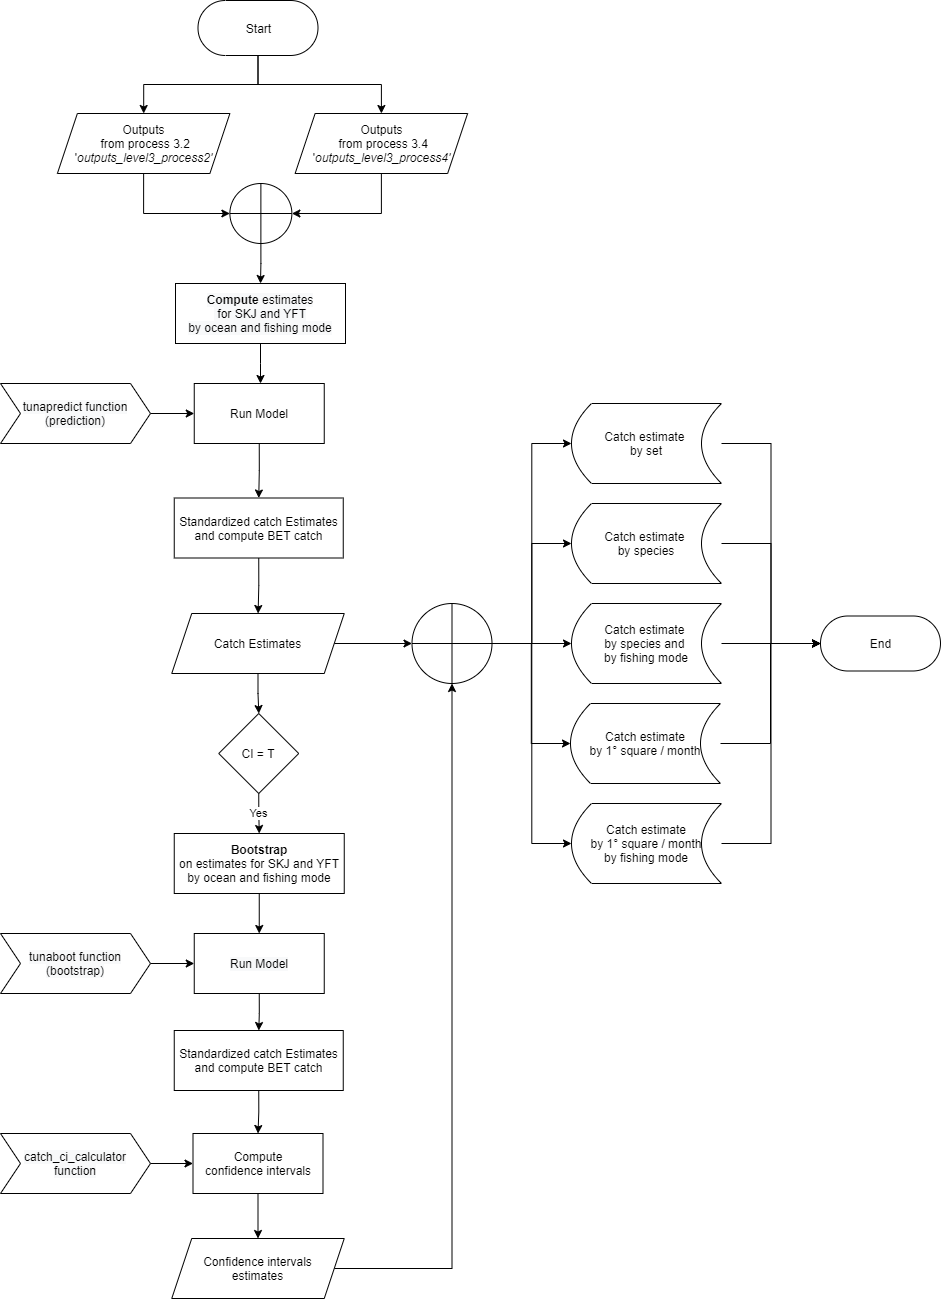 Start
Outputs
from process 3.2
'outputs_level3_process2'
Outputs
from process 3.4
'outputs_level3_process4'
Compute estimates
for SKJ and YFT
by ocean and fishing mode
tunapredict function
(prediction)
Run Model
Standardized catch Estimates
and compute BET catch
Catch Estimates
CI = T
Yes
Bootstrap
on estimates for SKJ and YFT
by ocean and fishing mode
tunaboot function
(bootstrap)
Run Model
Standardized catch Estimates
and compute BET catch
catch_ci_calculator
function
Compute
confidence intervals
Confidence intervals
estimates
Catch estimate
by set
Catch estimate
by species
Catch estimate
by species and
by fishing mode
Catch estimate
by 1° square / month
Catch estimate
by 1° square / month
by fishing mode
End